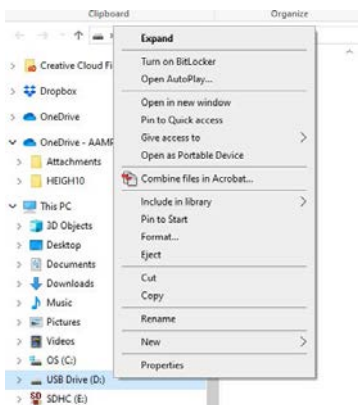 Clipboard
Organize
Expand
Turn on BitLocker
Open AutoPlay...
Open in new window
Pin to Quick access
Give access to
Open as Portable Device
Combine files in Acrobat...
Include in library
Pin to Start
Format...
Eject
Cut
Copy
Rename
New
Properties
Creative Cloud Fi
Dropbox
OneDrive
OneDrive - AAMP
Attachments
HEIGH10
This PC
3D Objects
Desktop
Documents
Downloads
Music
Pictures
Videos
OS (C:)
USB Drive (D:)
SDHC (E:)